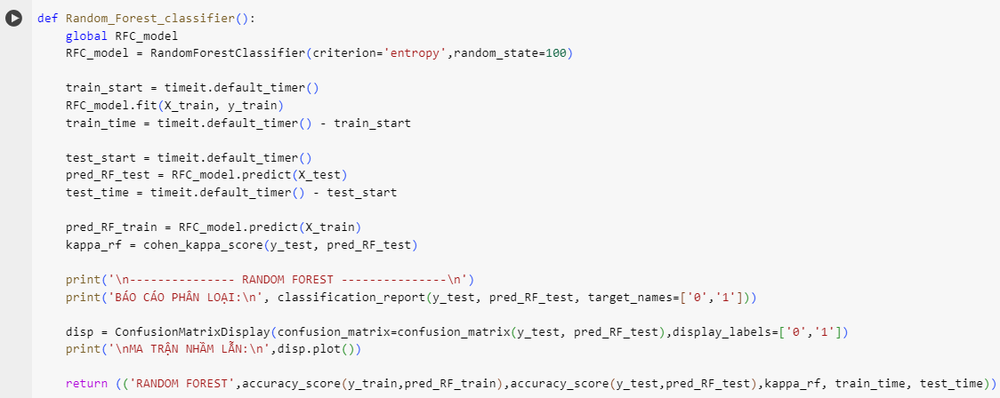 def Random_Forest_classifier():
    global RFC_model
    RFC_model = RandomForestClassifier(criterion='entropy',random_state=100)

    train_start = timeit.default_timer()
    RFC_model.fit(X_train, y_train)
    train_time = timeit.default_timer() - train_start

    test_start = timeit.default_timer()
    pred_RF_test = RFC_model.predict(X_test)
    test_time = timeit.default_timer() - test_start

    pred_RF_train = RFC_model.predict(X_train)
    kappa_rf = cohen_kappa_score(y_test, pred_RF_test)

    print('\n--------------- RANDOM FOREST ---------------\n')
    print('BÁO CÁO PHÂN LOẠI:\n', classification_report(y_test, pred_RF_test, target_names=['0','1']))

    disp = ConfusionMatrixDisplay(confusion_matrix=confusion_matrix(y_test, pred_RF_test),display_labels=['0','1'])
    print('\nMA TRẬN NHẦM LẪN:\n',disp.plot())

    return (('RANDOM FOREST',accuracy_score(y_train,pred_RF_train),accuracy_score(y_test,pred_RF_test),kappa_rf, train_time, test_time))